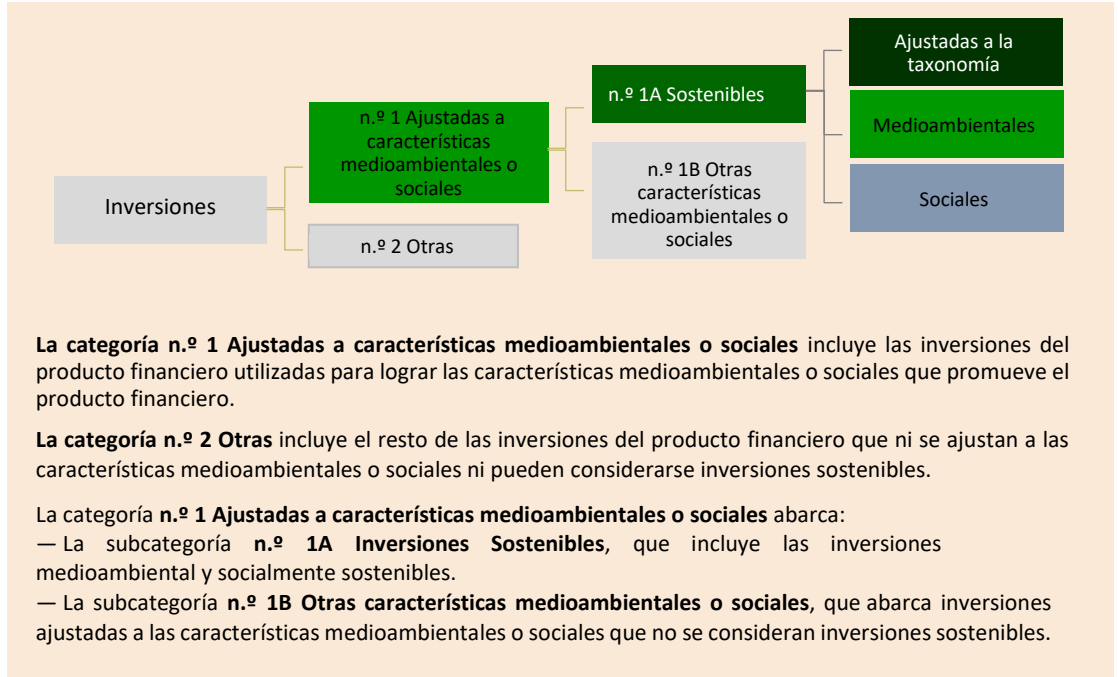 Inversiones
n.º 1 Ajustadas a
características
medioambientales o
sociales
n.º 2 Otras
n.º 1A Sostenibles
n.º 1B Otras
características
medioambientales o
sociales
Ajustadas a la
taxonomía
Medioambientales
Sociales
La categoría n.º 1 Ajustadas a características medioambientales o sociales incluye las inversiones del
producto financiero utilizadas para lograr las características medioambientales o sociales que promueve el
producto financiero.
La categoría n.º 2 Otras incluye el resto de las inversiones del producto financiero que ni se ajustan a las
características medioambientales o sociales ni pueden considerarse inversiones sostenibles.
La categoría n.º 1 Ajustadas a características medioambientales o sociales abarca:
— La subcategoría n.º 1A Inversiones Sostenibles, que incluye las inversiones
medioambiental y socialmente sostenibles.
— La subcategoría n.º 1B Otras características medioambientales o sociales, que abarca inversiones
ajustadas a las características medioambientales o sociales que no se consideran inversiones sostenibles.